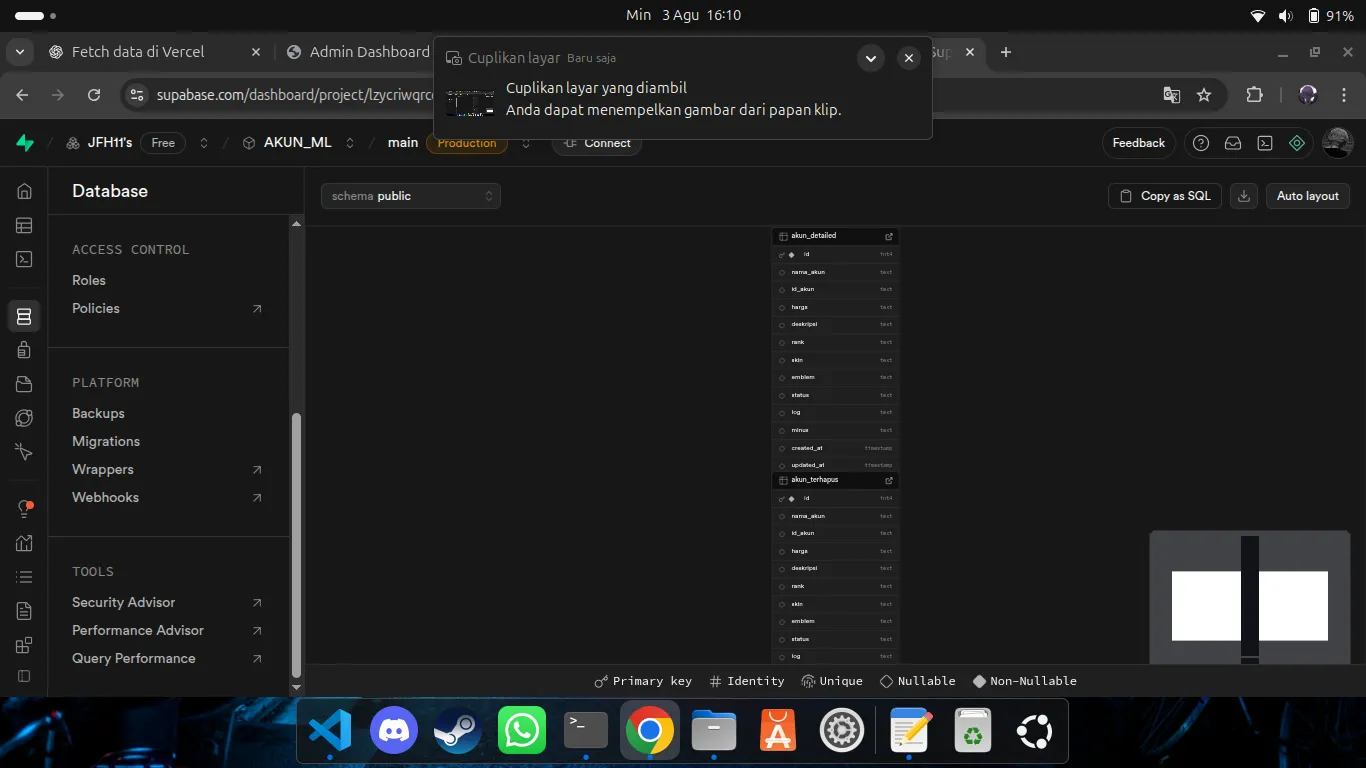 Min 3 Agu 16:10
91%
Fetch data di Vercel
Admin Dashboard
Sup
supabase.com/dashboard/project/lzycriwqrc
Cuplikan layar Baru saja
Cuplikan layar yang diambil
Anda dapat menempelkan gambar dari papan klip.
JFH11's
Free
AKUN_ML
main
Production
Connect
Feedback
Database
schema public
Copy as SQL
Auto layout
ACCESS CONTROL
Roles
Policies
PLATFORM
Backups
Migrations
Wrappers
Webhooks
TOOLS
Security Advisor
Performance Advisor
Query Performance
akun_detailed
id int4
nama_akun text
id_akun text
harga text
deskripsi text
rank text
skin text
emblem text
status text
log text
minus text
created_at timestamp
updated_at timestamp
akun_terhapus
id int4
nama_akun text
id_akun text
harga text
deskripsi text
rank text
skin text
emblem text
status text
log text
Primary key
Identity
Unique
Nullable
Non-Nullable